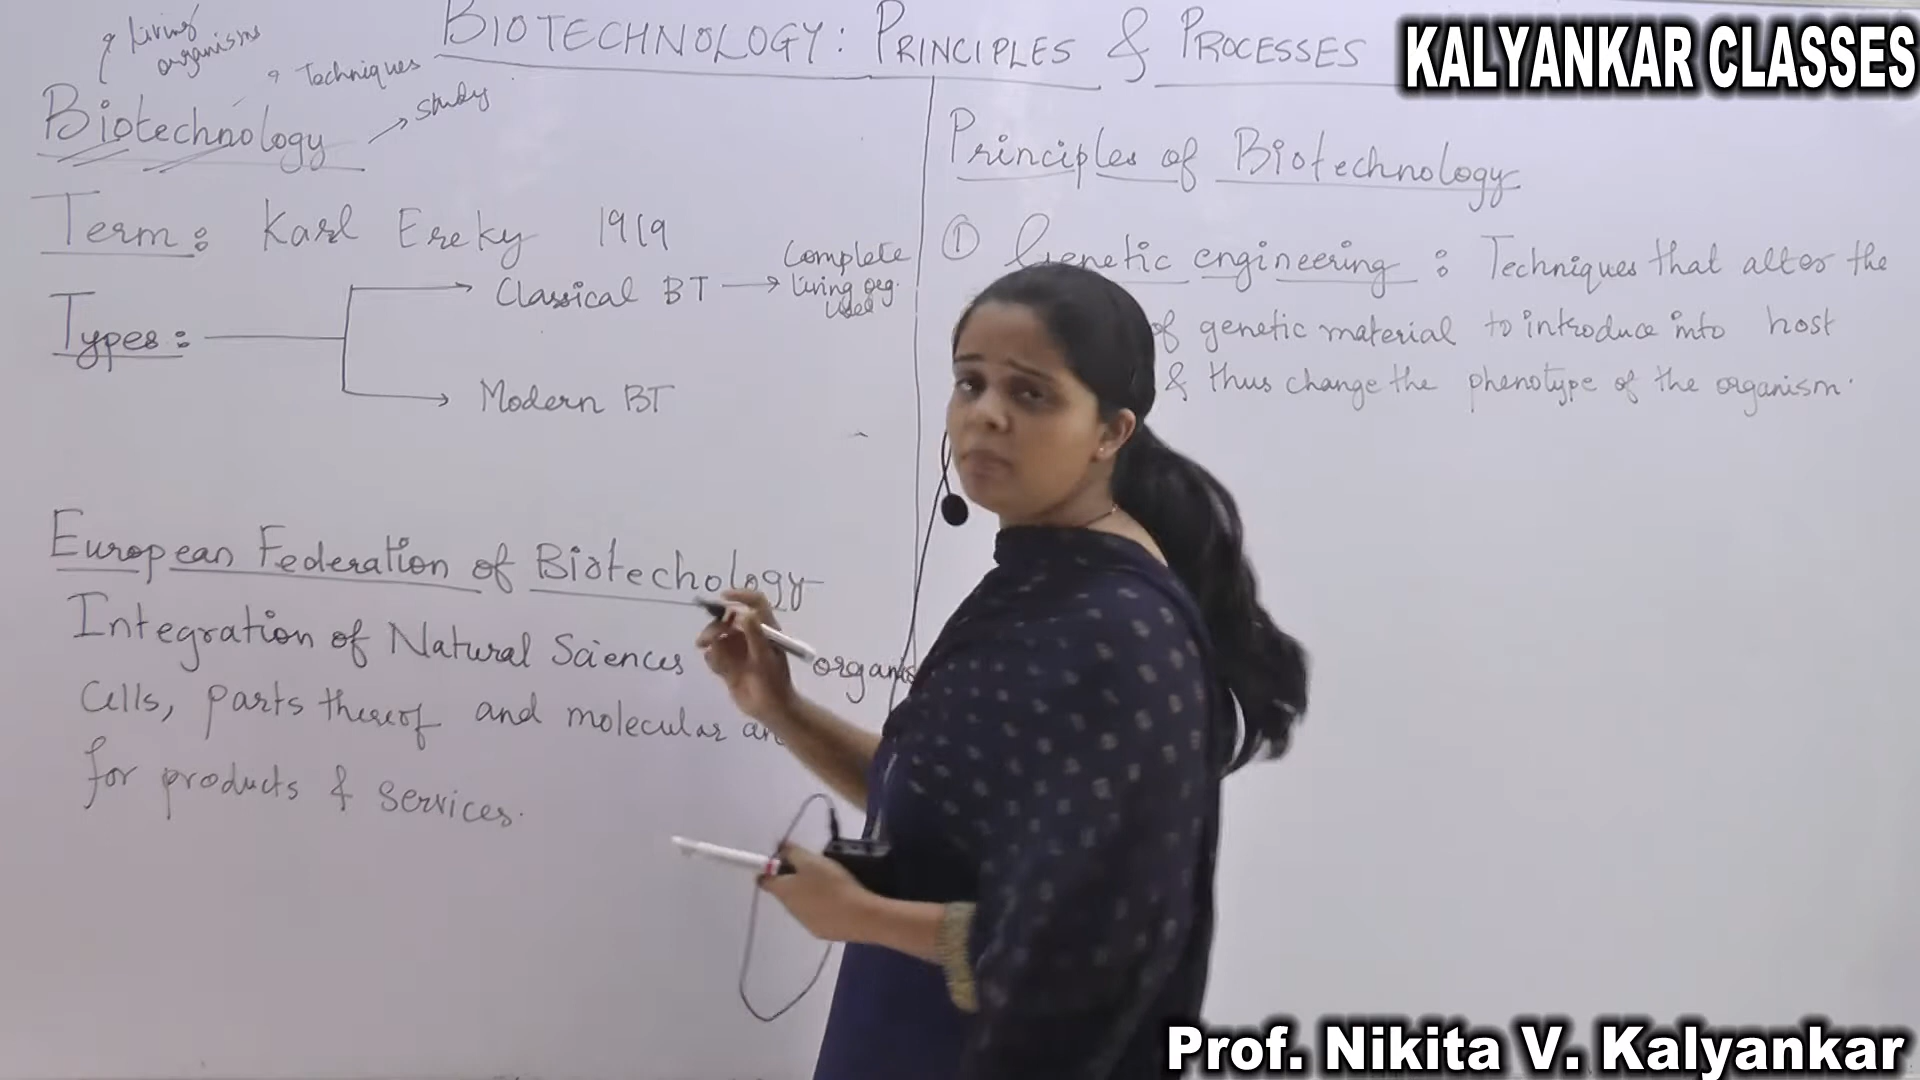 BIOTECHNOLOGY: PRINCIPLES & PROCESSES
KALYANKAR CLASSES
Living
organisms
Techniques
Study
Biotechnology
Term: Karl Ereky 1919
Types:
Classical BT → Complete
living org.
used
Modern BT
European Federation of Biotechology
Integration of Natural Sciences organis
Cells, parts thereof and molecular an
for products & services.
Principles of Biotechnology
① Genetic engineering : Techniques that alter the
of genetic material to introduce into host
& thus change the phenotype of the organism.
Prof. Nikita V. Kalyankar